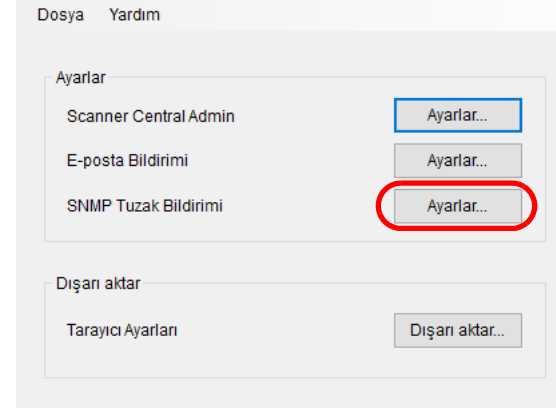 Dosya Yardım
Ayarlar
Scanner Central Admin Ayarlar...
E-posta Bildirimi Ayarlar...
SNMP Tuzak Bildirimi Ayarlar...
Dışarı aktar
Tarayıcı Ayarları Dışarı aktar...